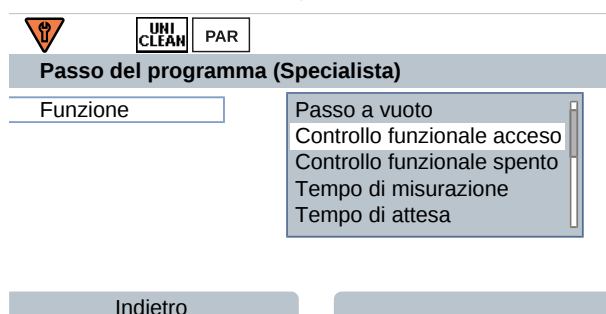 UNI
CLEAN
PAR
Passo del programma (Specialista)
Funzione
Passo a vuoto
Controllo funzionale acceso
Controllo funzionale spento
Tempo di misurazione
Tempo di attesa
Indietro